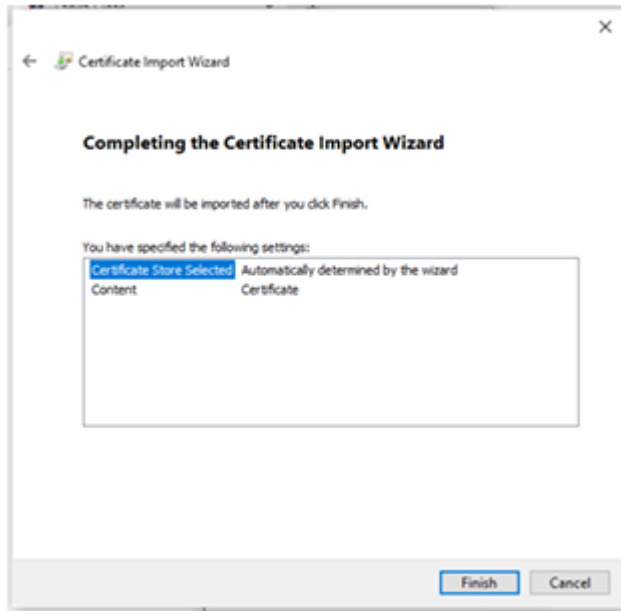 Certificate Import Wizard
Completing the Certificate Import Wizard
The certificate will be imported after you click Finish.
You have specified the following settings:
Certificate Store Selected Automatically determined by the wizard
Content Certificate
Finish Cancel